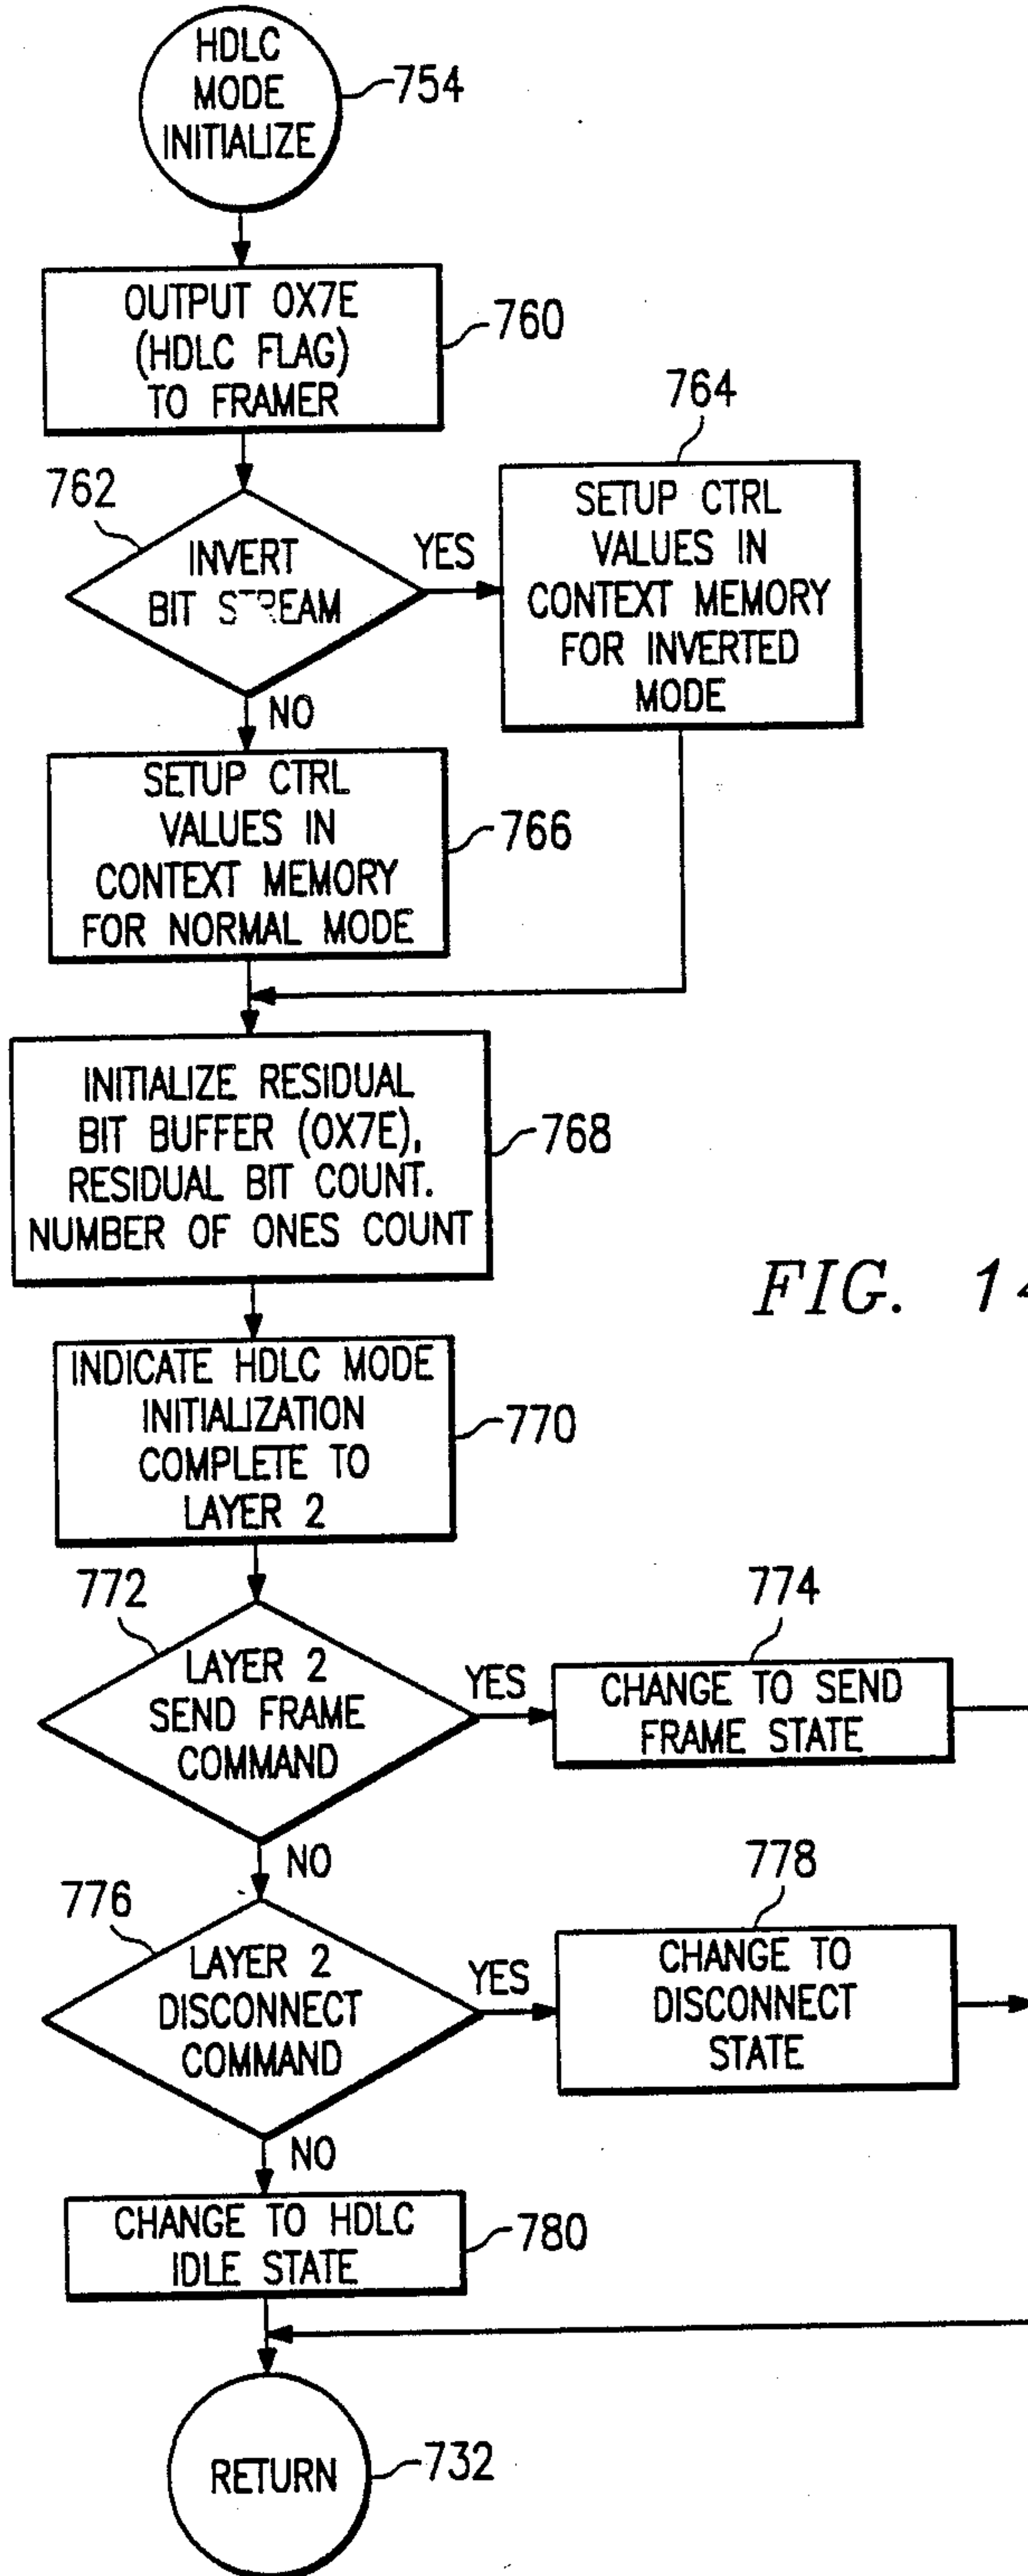 HDLC
MODE
INITIALIZE
754
OUTPUT 0X7E
(HDLC FLAG)
TO FRAMER
760
762
INVERT
BIT STREAM
YES
NO
764
SETUP CTRL
VALUES IN
CONTEXT MEMORY
FOR INVERTED
MODE
SETUP CTRL
VALUES IN
CONTEXT MEMORY
FOR NORMAL MODE
766
INITIALIZE RESIDUAL
BIT BUFFER (0X7E),
RESIDUAL BIT COUNT.
NUMBER OF ONES COUNT
768
FIG. 14
INDICATE HDLC MODE
INITIALIZATION
COMPLETE TO
LAYER 2
770
772
LAYER 2
SEND FRAME
COMMAND
YES
NO
774
CHANGE TO SEND
FRAME STATE
776
LAYER 2
DISCONNECT
COMMAND
YES
NO
778
CHANGE TO
DISCONNECT
STATE
CHANGE TO HDLC
IDLE STATE
780
RETURN
732